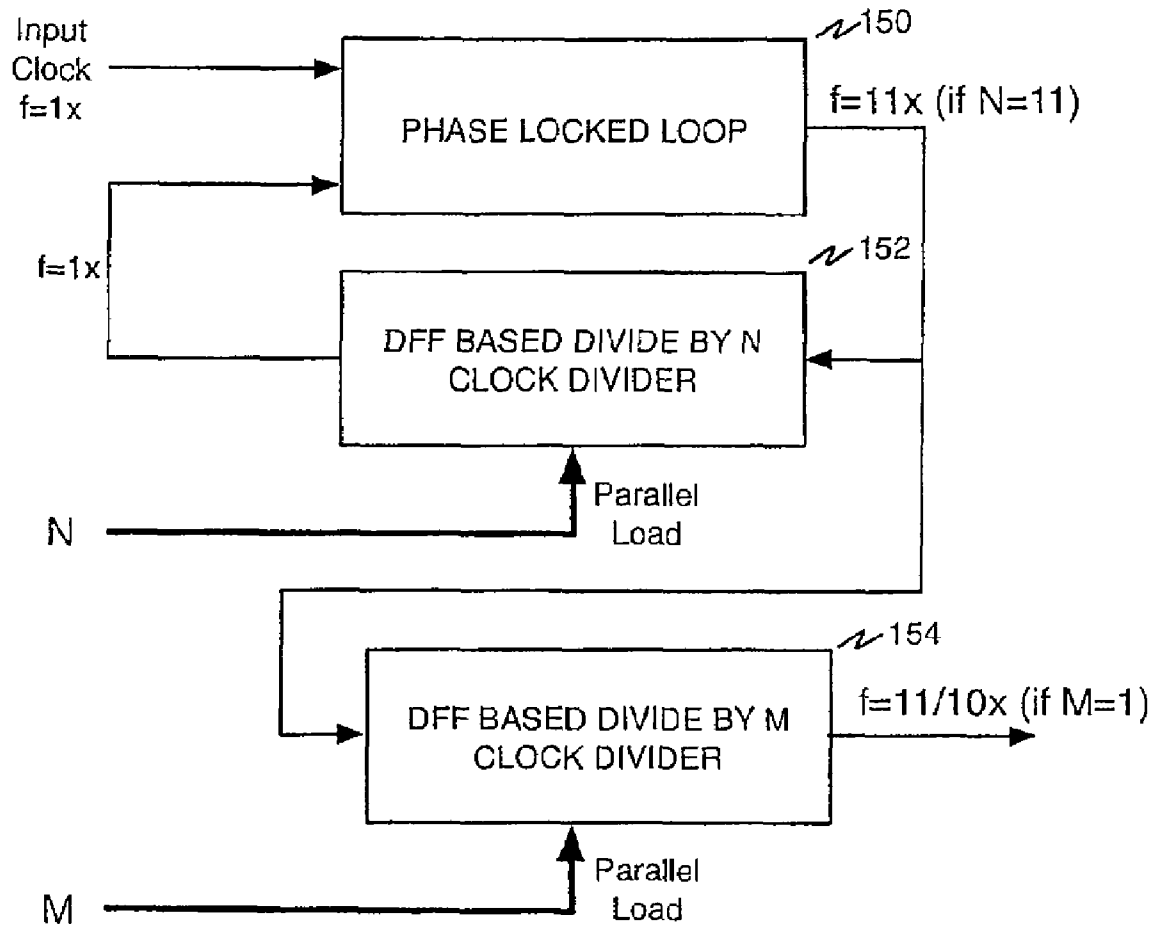 150
Input
Clock
f=1x
f=11x (if N=11)
PHASE LOCKED LOOP
152
f=1x
DFF BASED DIVIDE BY N
CLOCK DIVIDER
Parallel
Load
N
154
f=11/10x (if M=1)
DFF BASED DIVIDE BY M
CLOCK DIVIDER
Parallel
Load
M